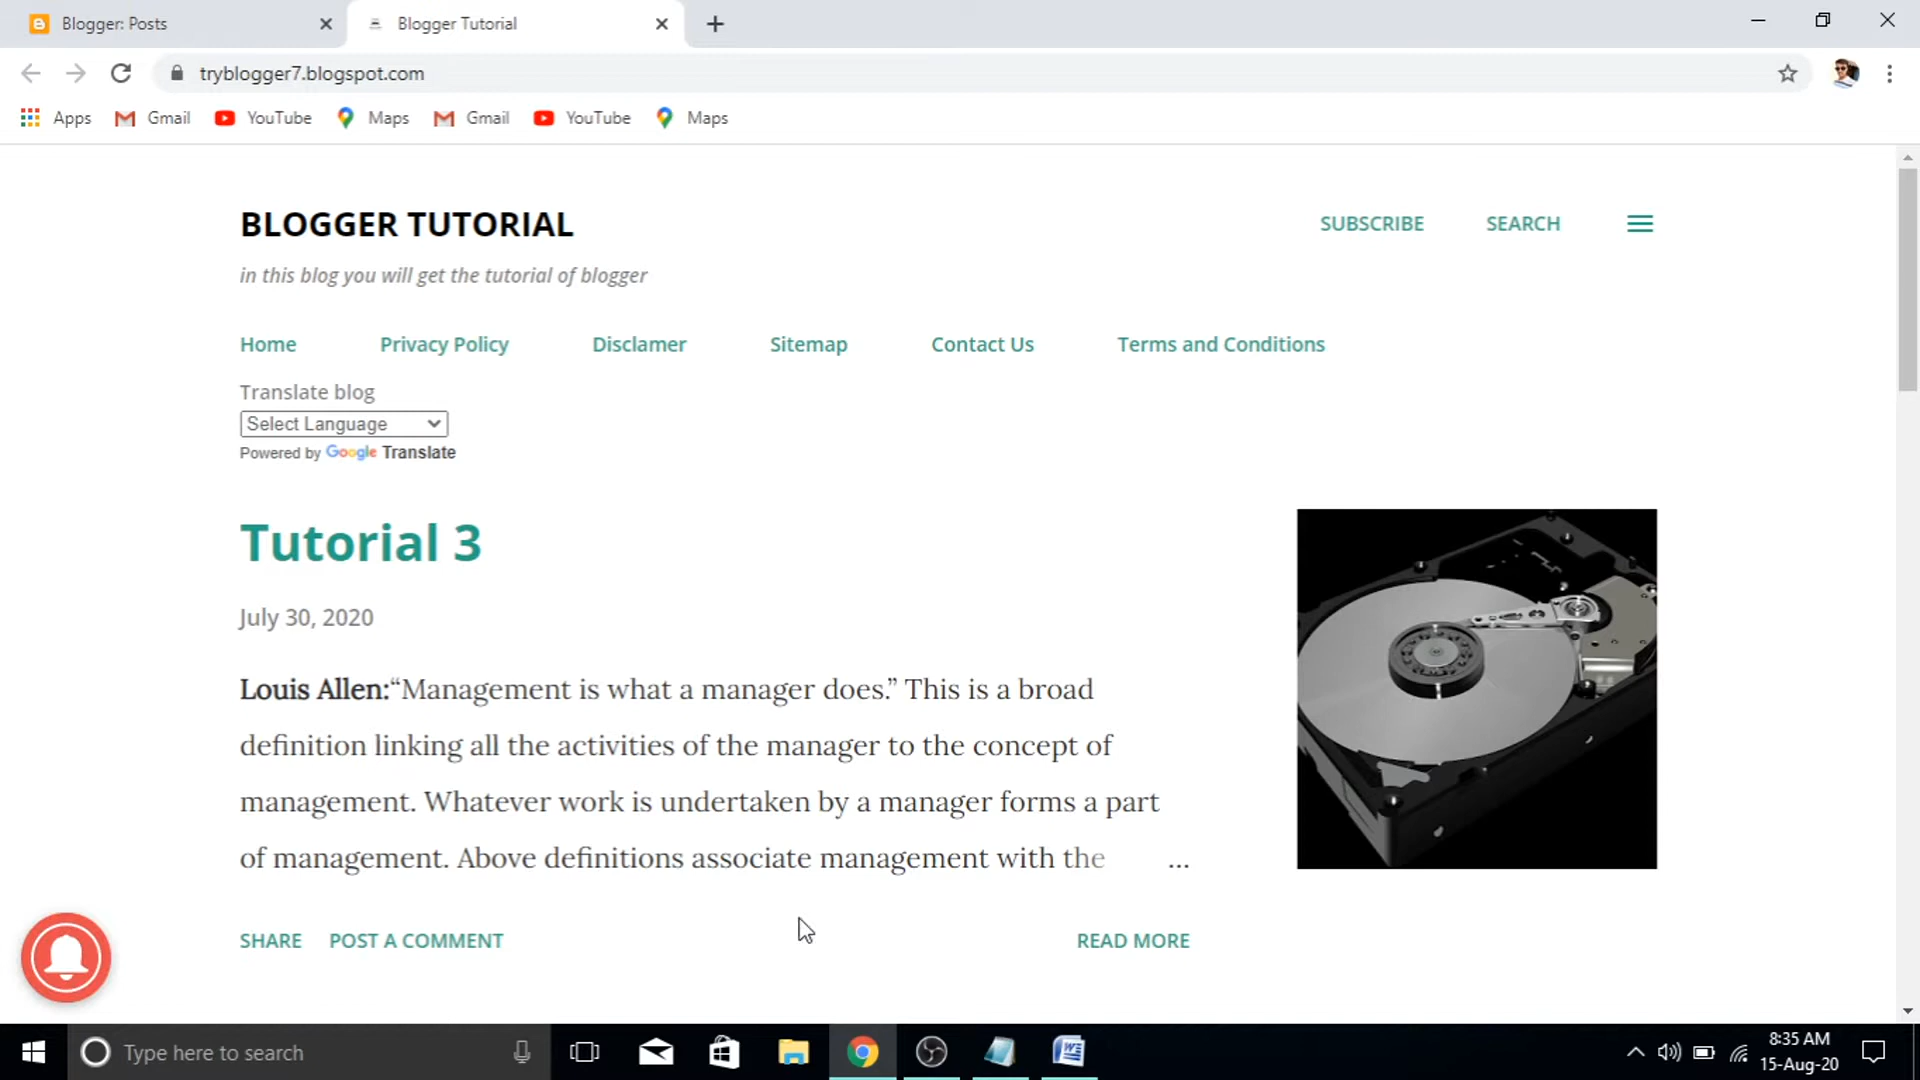 Blogger: Posts
Blogger Tutorial
tryblogger7.blogspot.com
Apps
Gmail
YouTube
Maps
Gmail
YouTube
Maps
BLOGGER TUTORIAL
SUBSCRIBE
SEARCH
in this blog you will get the tutorial of blogger
Home
Privacy Policy
Disclamer
Sitemap
Contact Us
Terms and Conditions
Translate blog
Select Language
Powered by Google Translate
Tutorial 3
July 30, 2020
Louis Allen:“Management is what a manager does.” This is a broad
definition linking all the activities of the manager to the concept of
management. Whatever work is undertaken by a manager forms a part
of management. Above definitions associate management with the ...
SHARE
POST A COMMENT
READ MORE
Type here to search
8:35 AM
15-Aug-20